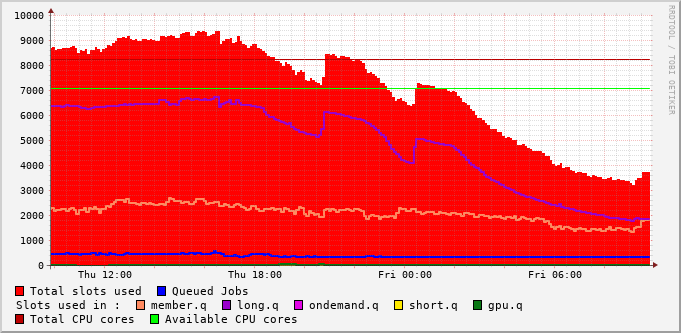 RRDTOOL / TOBI OETIKER
10000
9000
8000
7000
6000
5000
4000
3000
2000
1000
0
Thu 12:00 Thu 18:00 Fri 00:00 Fri 06:00
Total slots used Queued Jobs
Slots used in : member.q long.q ondemand.q short.q gpu.q
Total CPU cores Available CPU cores